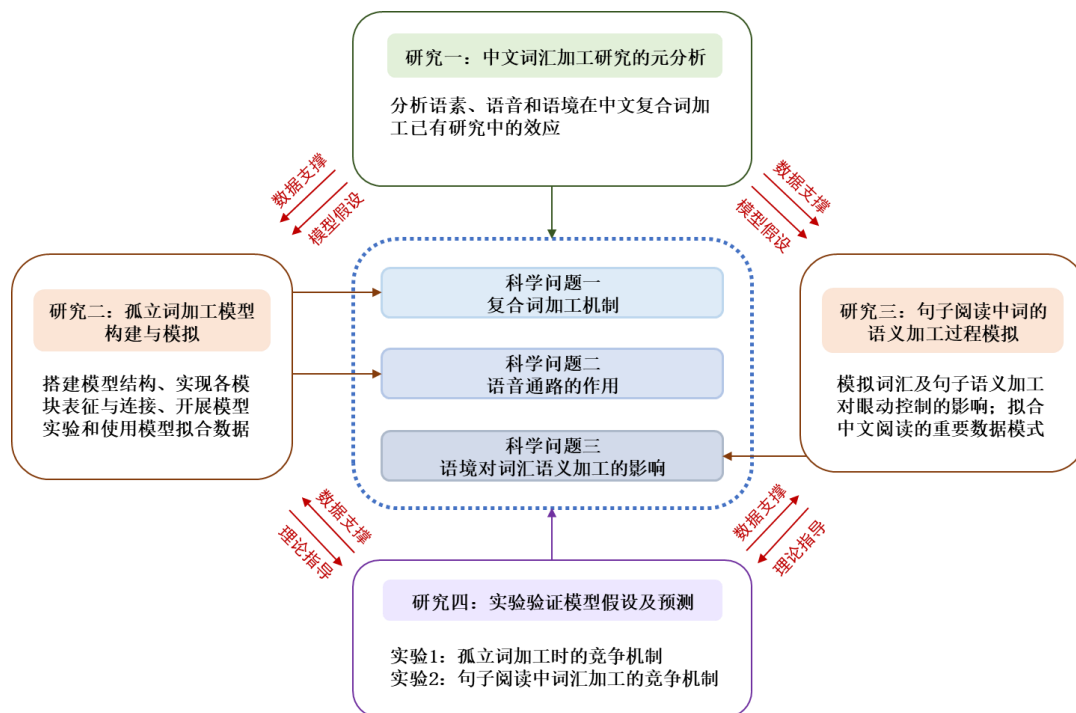 研究一：中文词汇加工研究的元分析
分析语素、语音和语境在中文复合词加
工已有研究中的效应
数据支撑
模型假设
数据支撑
模型假设
研究二：孤立词加工模型
构建与模拟
搭建模型结构、实现各模
块表征与连接、开展模型
实验和使用模型拟合数据
科学问题一
复合词加工机制
科学问题二
语音通路的作用
科学问题三
语境对词汇语义加工的影响
研究三：句子阅读中词的
语义加工过程模拟
模拟词汇及句子语义加工
对眼动控制的影响；拟合
中文阅读的重要数据模式
数据支撑
理论指导
数据支撑
理论指导
研究四：实验验证模型假设及预测
实验1：孤立词加工时的竞争机制
实验2：句子阅读中词汇加工的竞争机制